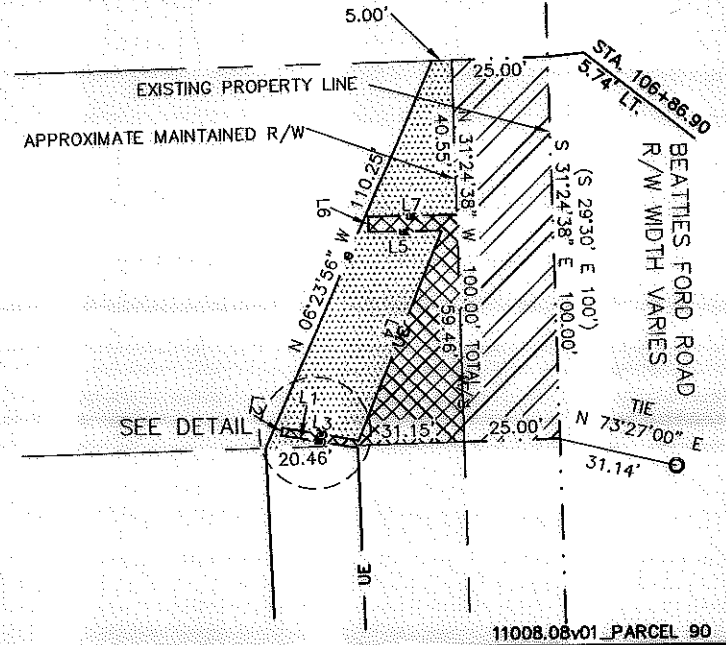 5.00'
25.00'
STA. 106+86.90
5.74' LT.
EXISTING PROPERTY LINE
APPROXIMATE MAINTAINED R/W
BEATTIES FORD ROAD
R/W WIDTH VARIES
N 31°24'38" W 100.00' TOTAL
40.55'
59.46'
S 31°24'38" E 100.00'
(S 29°30' E 100')
N 06°23'56" W 110.25'
L6
L7
L5
L4
UE
L1
L2
L3
SEE DETAIL
20.46'
31.15'
25.00'
TIE
N 73°27'00" E
31.14'
UE
11008.08v01_PARCEL 90